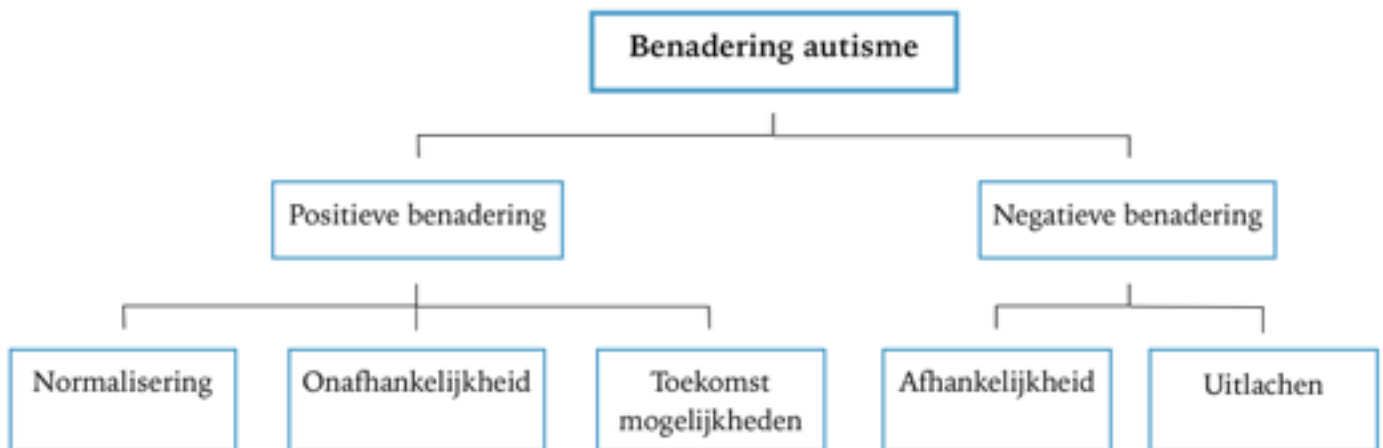 Benadering autisme
Positieve benadering
Negatieve benadering
Normalisering
Onafhankelijkheid
Toekomst
mogelijkheden
Afhankelijkheid
Uitlachen